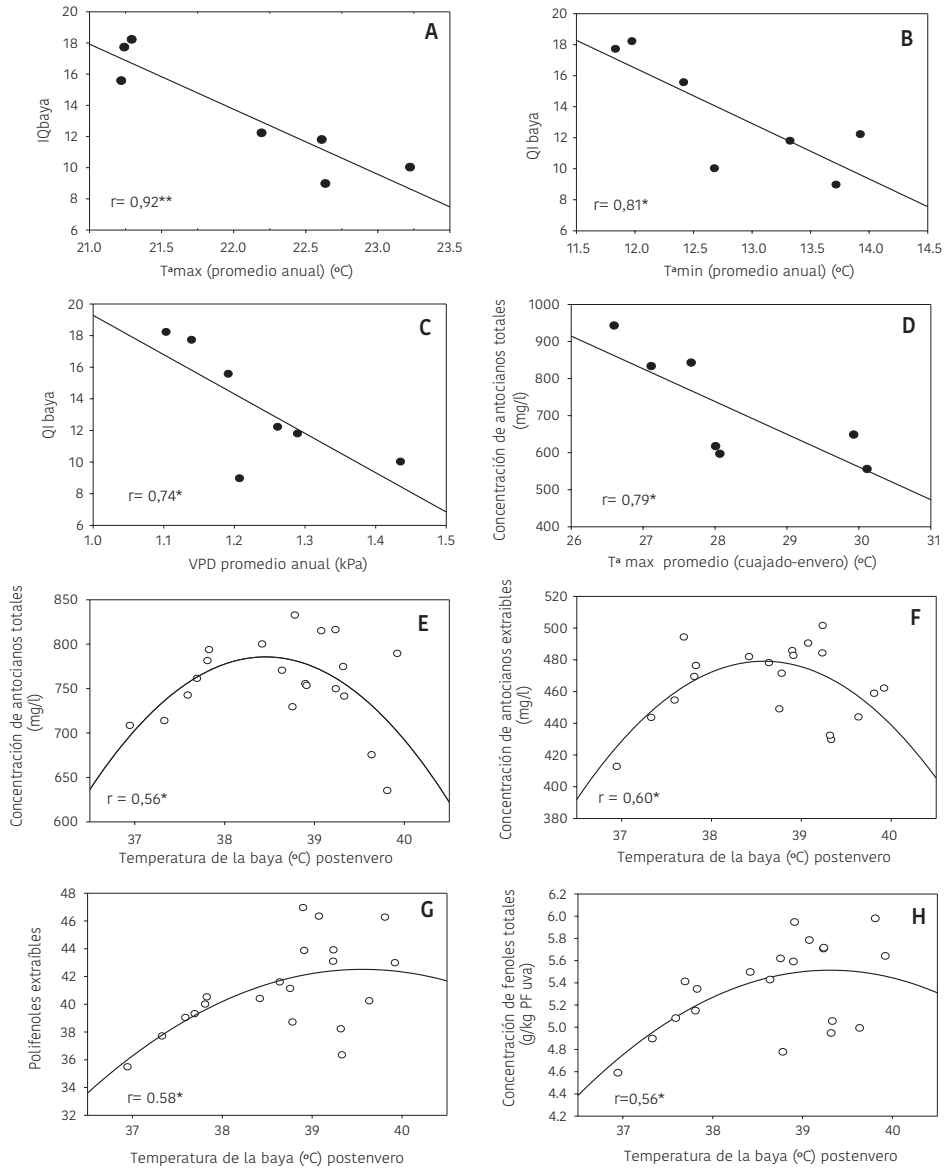 A
IQbaya
20
18
16
14
12
10
8
6
r= 0,92**
21.0 21.5 22.0 22.5 23.0 23.5
Tªmax (promedio anual) (ºC)
B
QI baya
20
18
16
14
12
10
8
6
r= 0,81*
11.5 12.0 12.5 13.0 13.5 14.0 14.5
Tªmin (promedio anual) (ºC)
C
QI baya
20
18
16
14
12
10
8
6
r= 0,74*
1.0 1.1 1.2 1.3 1.4 1.5
VPD promedio anual (kPa)
D
Concentración de antocianos totales
(mg/l)
1000
900
800
700
600
500
400
r= 0,79*
26 27 28 29 30 31
Tª max promedio (cuajado-envero) (ºC)
E
Concentración de antocianos totales
(mg/l)
850
800
750
700
650
600
r = 0,56*
37 38 39 40
Temperatura de la baya (ºC) postenvero
F
Concentración de antocianos extraibles
(mg/l)
520
500
480
460
440
420
400
380
r = 0,60*
37 38 39 40
Temperatura de la baya (ºC) postenvero
G
Polifenoles extraíbles
48
46
44
42
40
38
36
34
32
r= 0.58*
37 38 39 40
Temperatura de la baya (ºC) postenvero
H
Concentración de fenoles totales
(g/kg PF uva)
6.2
6.0
5.8
5.6
5.4
5.2
5.0
4.8
4.6
4.4
4.2
r=0,56*
37 38 39 40
Temperatura de la baya (ºC) postenvero